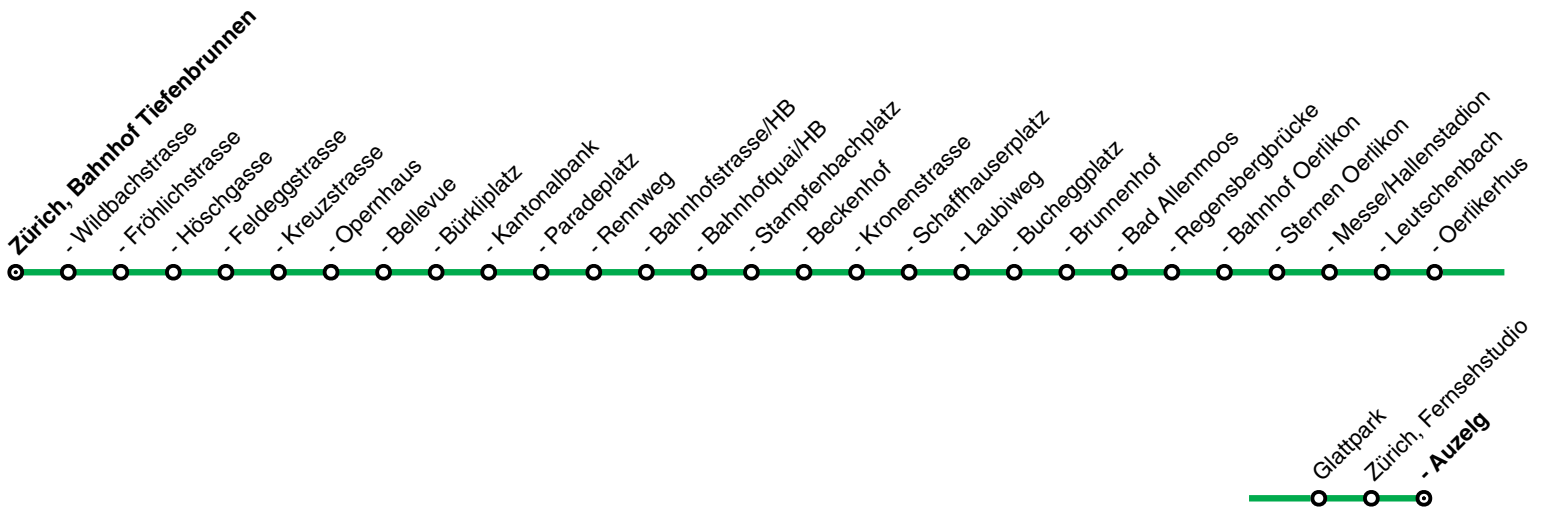 Zürich, Bahnhof Tiefenbrunnen
- Wildbachstrasse
- Fröhlichstrasse
- Höschgasse
- Feldeggstrasse
- Kreuzstrasse
- Opernhaus
- Bellevue
- Bürkliplatz
- Kantonalbank
- Paradeplatz
- Rennweg
- Bahnhofstrasse/HB
- Bahnhofquai/HB
- Stampfenbachplatz
- Beckenhof
- Kronenstrasse
- Schaffhauserplatz
- Laubiweg
- Bucheggplatz
- Brunnenhof
- Bad Allenmoos
- Regensbergbrücke
- Bahnhof Oerlikon
- Sternen Oerlikon
- Messe/Hallenstadion
- Leutschenbach
- Oerlikerhus
Glattpark
Zürich, Fernsehstudio
- Auzelg